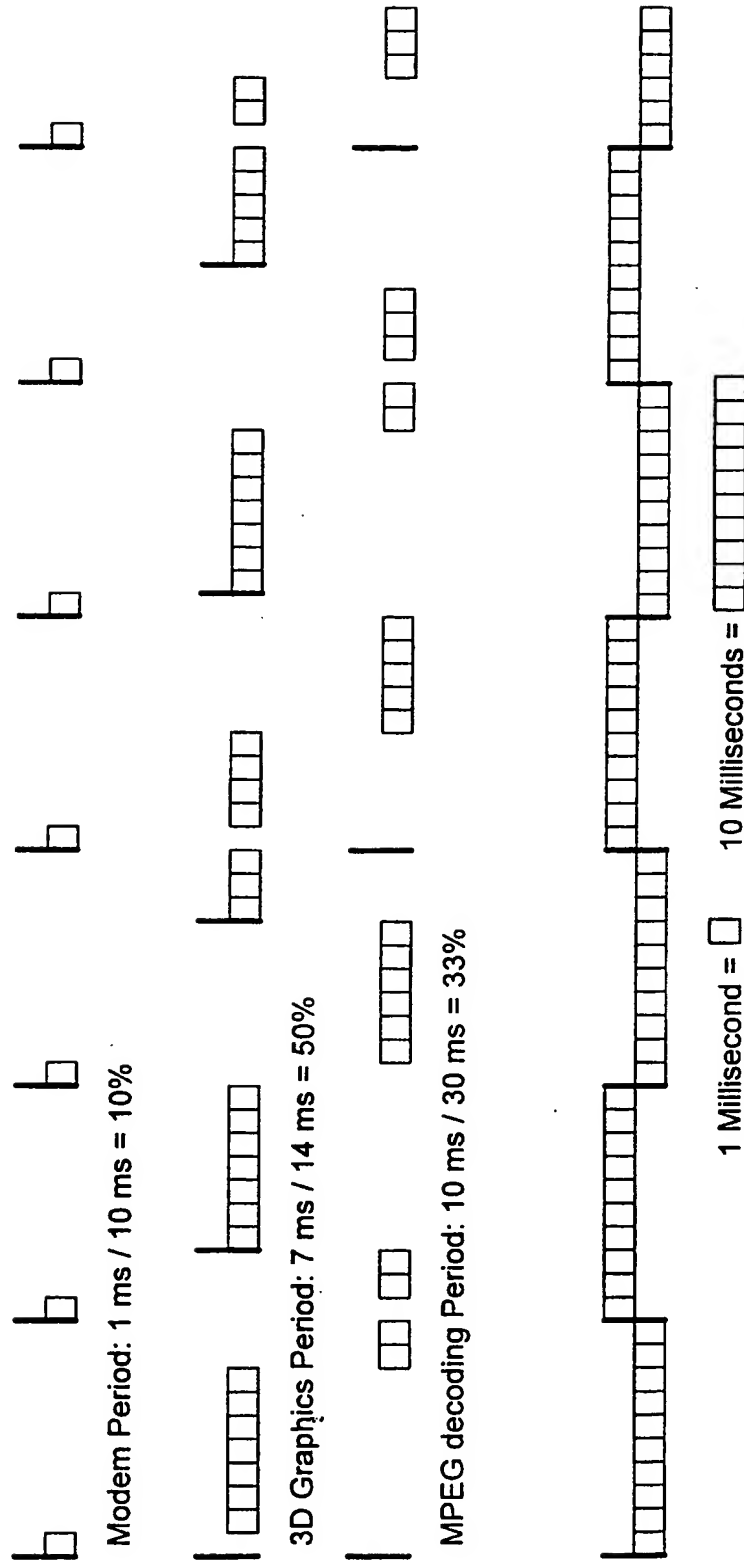 Modem Period: 1 ms / 10 ms = 10%
3D Graphics Period: 7 ms / 14 ms = 50%
MPEG decoding Period: 10 ms / 30 ms = 33%
1 Millisecond =
10 Milliseconds =